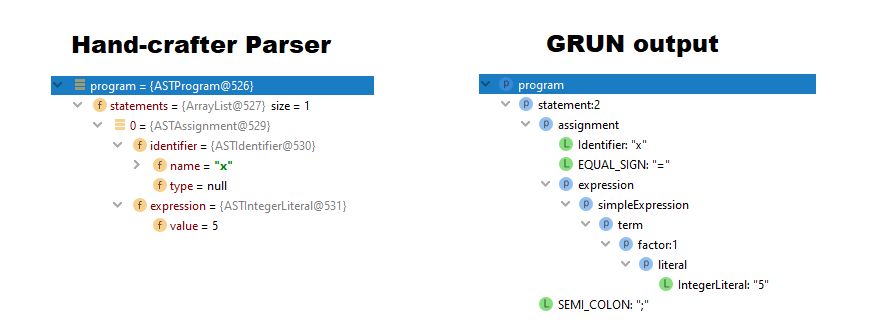 Hand-crafter Parser
program = {ASTProgram@526}
statements = {ArrayList@527} size = 1
0 = {ASTAssignment@529}
identifier = {ASTIdentifier@530}
name = "x"
type = null
expression = {ASTIntegerLiteral@531}
value = 5
GRUN output
program
statement:2
assignment
Identifier: "x"
EQUAL_SIGN: "="
expression
simpleExpression
term
factor:1
literal
IntegerLiteral: "5"
SEMI_COLON: ";"